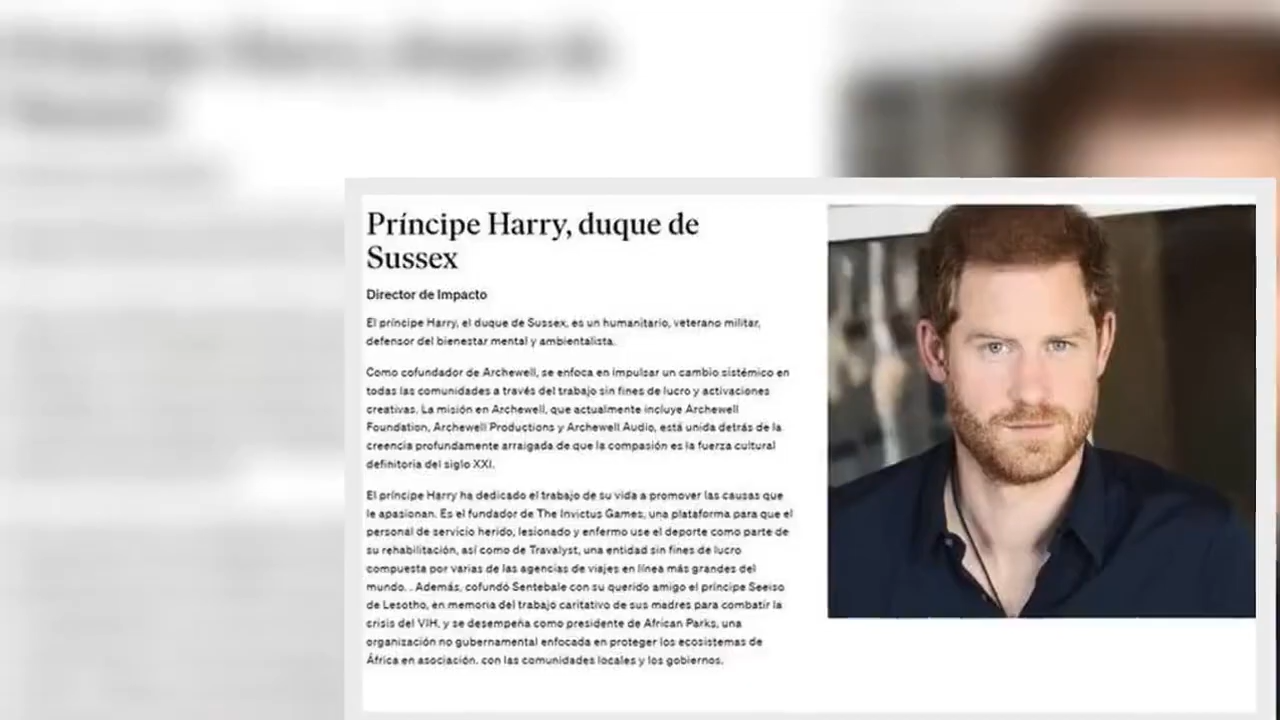 Príncipe Harry, duque de
Sussex
Director de Impacto
El príncipe Harry, el duque de Sussex, es un humanitario, veterano militar,
defensor del bienestar mental y ambientalista.
Como cofundador de Archewell, se enfoca en impulsar un cambio sistémico en
todas las comunidades a través del trabajo sin fines de lucro y activaciones
creativas. La misión en Archewell, que actualmente incluye Archewell
Foundation, Archewell Productions y Archewell Audio, está unida detrás de la
creencia profundamente arraigada de que la compasión es la fuerza cultural
definitoria del siglo XXI.
El príncipe Harry ha dedicado el trabajo de su vida a promover las causas que
le apasionan. Es el fundador de The Invictus Games, una plataforma para que el
personal de servicio herido, lesionado y enfermo use el deporte como parte de
su rehabilitación, así como de Travalyst, una entidad sin fines de lucro
compuesta por varias de las agencias de viajes en línea más grandes del
mundo. . Además, cofundó Sentebale con su querido amigo el príncipe Seeiso
de Lesotho, en memoria del trabajo caritativo de sus madres para combatir la
crisis del VIH, y se desempeña como presidente de African Parks, una
organización no gubernamental enfocada en proteger los ecosistemas de
África en asociación. con las comunidades locales y los gobiernos.